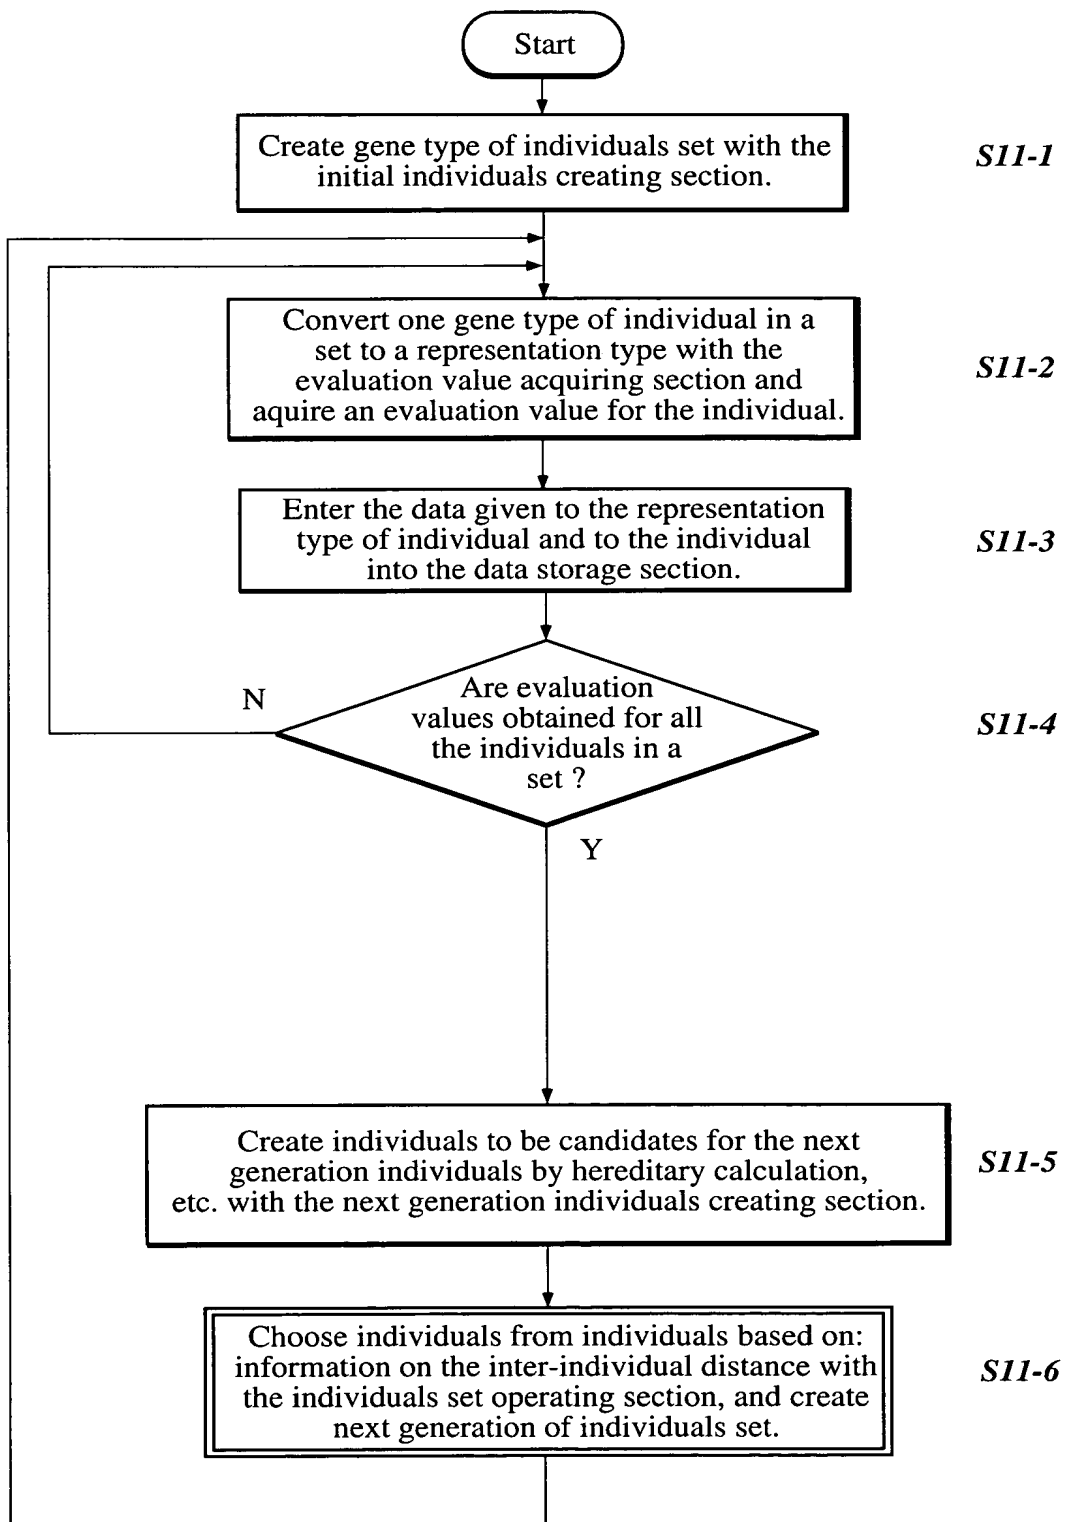 Start
Create gene type of individuals set with the
initial individuals creating section.
S11-1
Convert one gene type of individual in a
set to a representation type with the
evaluation value acquiring section and
aquire an evaluation value for the individual.
S11-2
Enter the data given to the representation
type of individual and to the individual
into the data storage section.
S11-3
Are evaluation
values obtained for all
the individuals in a
set ?
N
S11-4
Y
Create individuals to be candidates for the next
generation individuals by hereditary calculation,
etc. with the next generation individuals creating section.
S11-5
Choose individuals from individuals based on:
information on the inter-individual distance with
the individuals set operating section, and create
next generation of individuals set.
S11-6